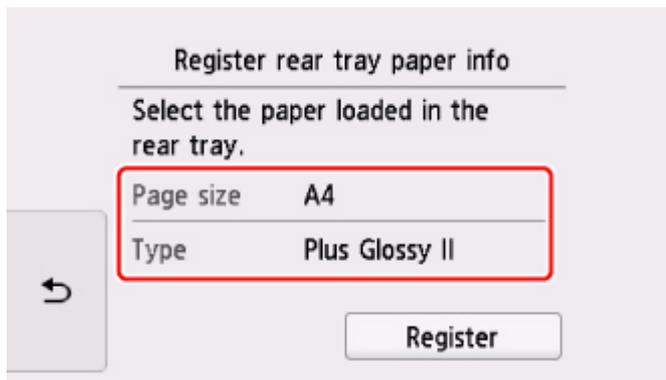 Register rear tray paper info
Select the paper loaded in the
rear tray.
Page size A4
Type Plus Glossy II
Register